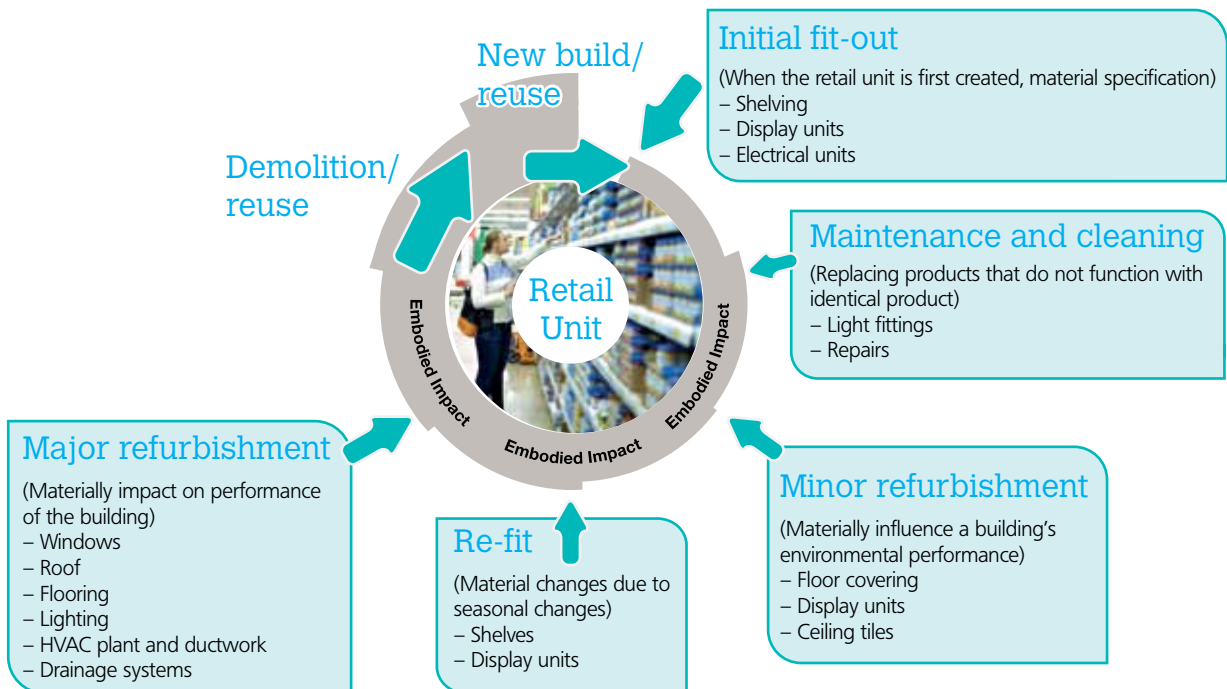 New build/
reuse
Demolition/
reuse
Retail
Unit
Embodied Impact
Embodied Impact
Embodied Impact
Initial fit-out
(When the retail unit is first created, material specification)
– Shelving
– Display units
– Electrical units
Maintenance and cleaning
(Replacing products that do not function with
identical product)
– Light fittings
– Repairs
Minor refurbishment
(Materially influence a building’s
environmental performance)
– Floor covering
– Display units
– Ceiling tiles
Re-fit
(Material changes due to
seasonal changes)
– Shelves
– Display units
Major refurbishment
(Materially impact on performance
of the building)
– Windows
– Roof
– Flooring
– Lighting
– HVAC plant and ductwork
– Drainage systems